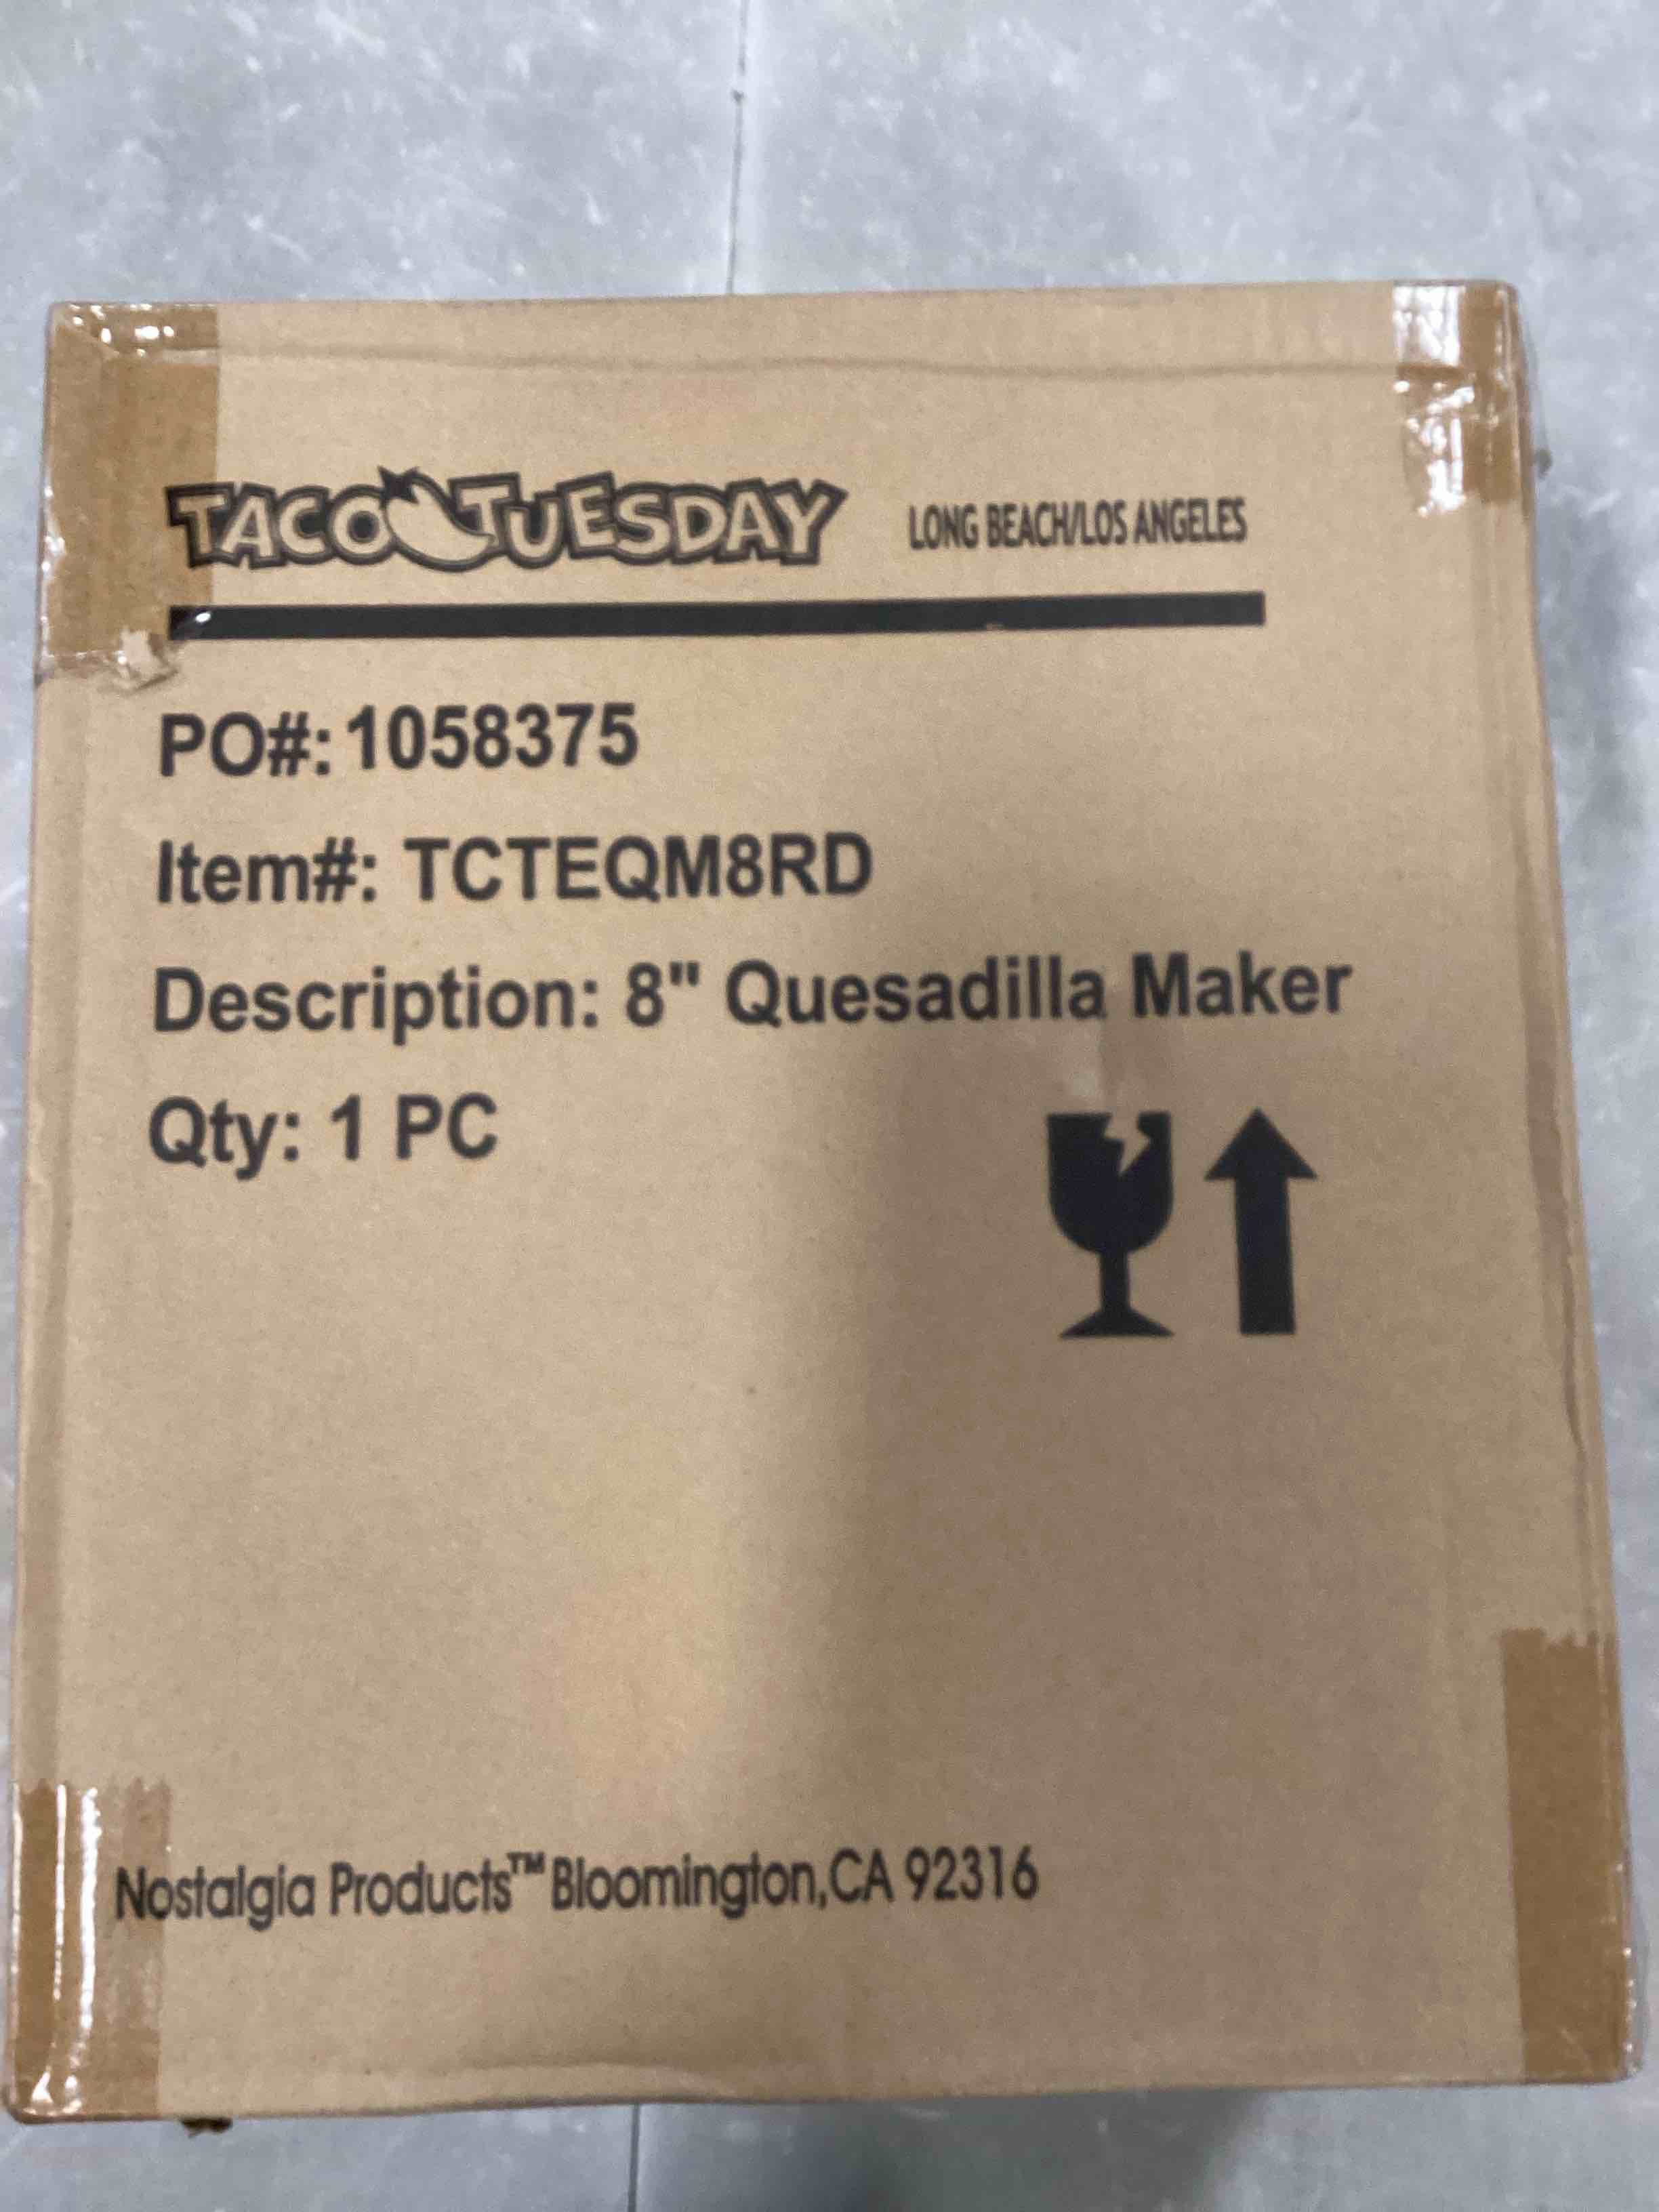 TACO TUESDAY LONG BEACH/LOS ANGELES
PO#: 1058375
Item#: TCTEQM8RD
Description: 8" Quesadilla Maker
Qty: 1 PC
Nostalgia Products™ Bloomington,CA 92316